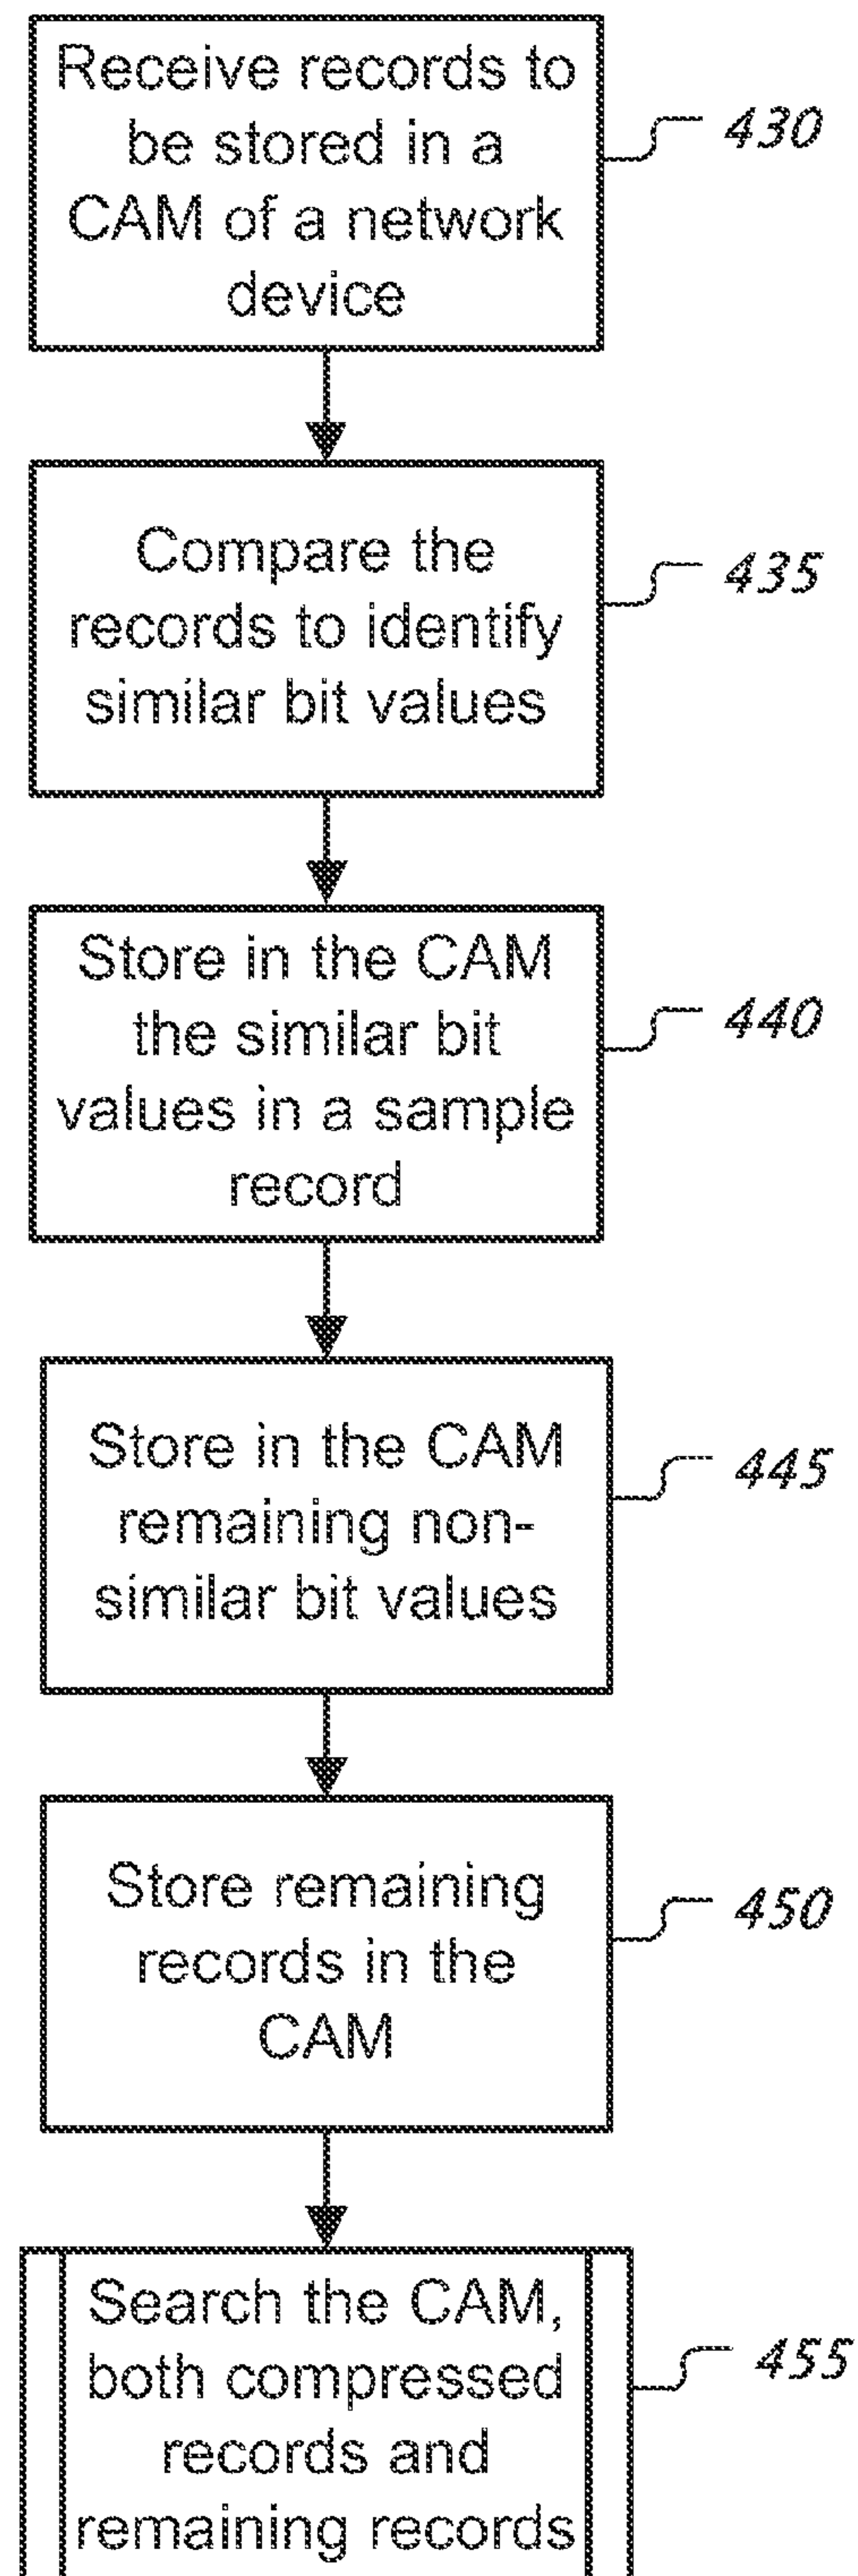 Receive records to
be stored in a
CAM of a network
device
430
Compare the
records to identify
similar bit values
435
Store in the CAM
the similar bit
values in a sample
record
440
Store in the CAM
remaining non-
similar bit values
445
Store remaining
records in the
CAM
450
Search the CAM,
both compressed
records and
remaining records
455